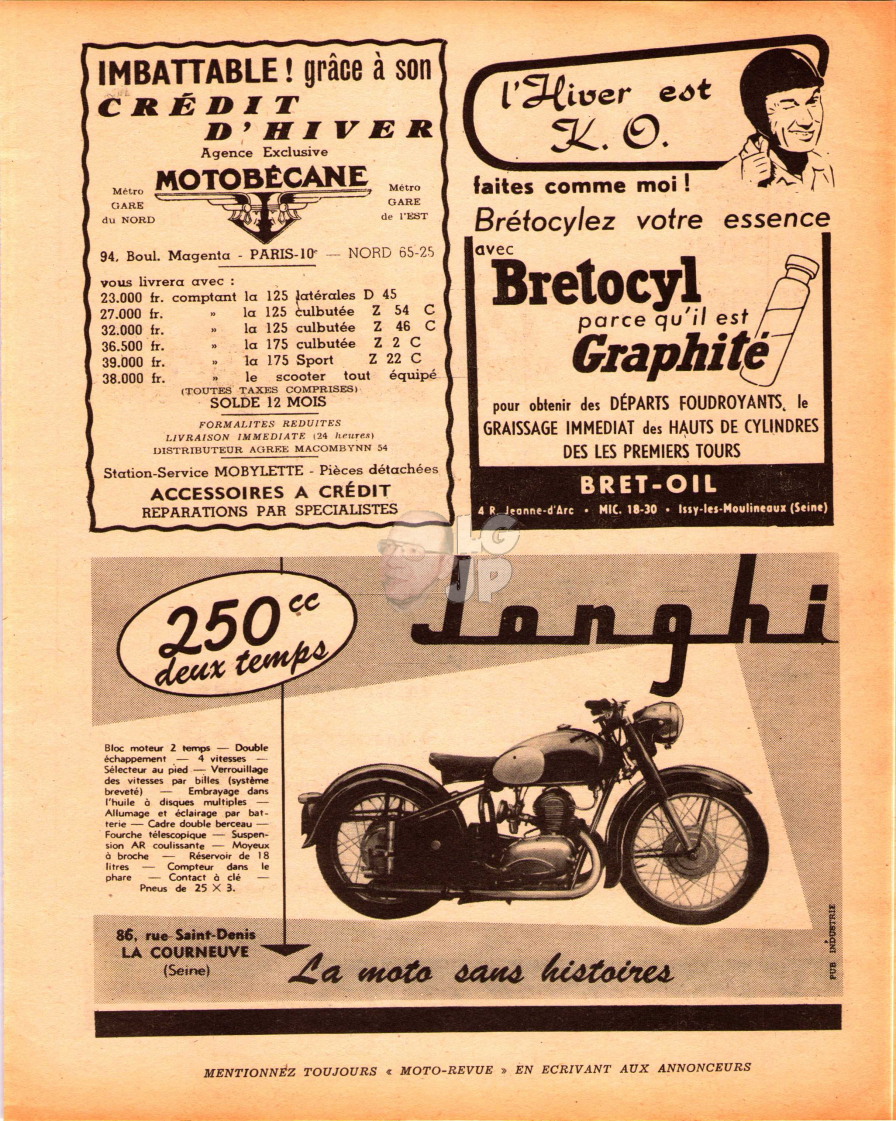 IMBATTABLE ! grâce à son
CRÉDIT
D'HIVER
Agence Exclusive
MOTOBÉCANE
Métro
GARE
du NORD
Métro
GARE
de l'EST
94, Boul. Magenta - PARIS-10e — NORD 65-25
vous livrera avec :
23.000 fr. comptant la 125 latérales D 45
27.000 fr. » la 125 culbutée Z 54 C
32.000 fr. » la 125 culbutée Z 46 C
36.500 fr. » la 175 culbutée Z 2 C
39.000 fr. » la 175 Sport Z 22 C
38.000 fr. » le scooter tout équipé
(TOUTES TAXES COMPRISES)
SOLDE 12 MOIS
FORMALITES REDUITES
LIVRAISON IMMEDIATE (24 heures)
DISTRIBUTEUR AGREE MACOMBYNN 54
Station-Service MOBYLETTE - Pièces détachées
ACCESSOIRES A CRÉDIT
REPARATIONS PAR SPECIALISTES
l'Hiver est
K. O.
faites comme moi !
Brétocylez votre essence
avec
Bretocyl
parce qu'il est
Graphité
pour obtenir des DÉPARTS FOUDROYANTS, le
GRAISSAGE IMMEDIAT des HAUTS DE CYLINDRES
DES LES PREMIERS TOURS
BRET-OIL
4 R. Jeanne-d'Arc • MIC. 18-30 • Issy-les-Moulineaux (Seine)
LG
JP
250cc
deux temps
Jonghi
Bloc moteur 2 temps — Double
échappement — 4 vitesses —
Sélecteur au pied — Verrouillage
des vitesses par billes (système
breveté) — Embrayage dans
l'huile à disques multiples —
Allumage et éclairage par bat-
terie — Cadre double berceau —
Fourche télescopique — Suspen-
sion AR coulissante — Moyeux
à broche — Réservoir de 18
litres — Compteur dans le
phare — Contact à clé —
Pneus de 25 × 3.
86, rue Saint-Denis
LA COURNEUVE
(Seine)
La moto sans histoires
PUB INDUSTRIE
MENTIONNEZ TOUJOURS « MOTO-REVUE » EN ECRIVANT AUX ANNONCEURS